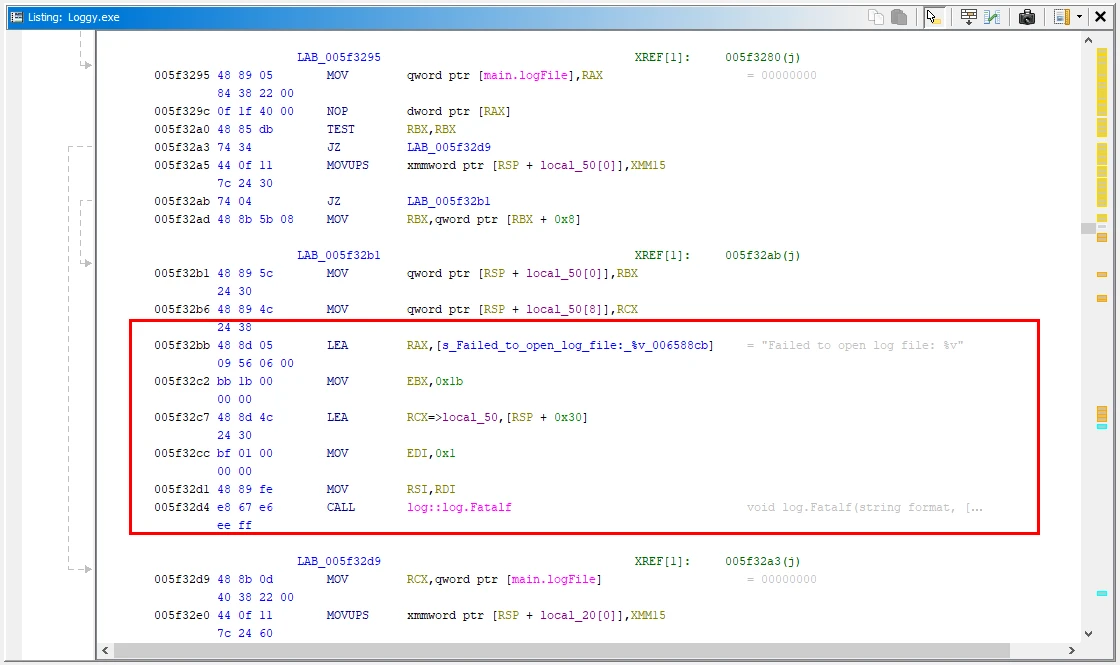 Listing: Loggy.exe
LAB_005f3295 XREF[1]: 005f3280(j)
005f3295 48 89 05 MOV qword ptr [main.logFile],RAX = 00000000
84 38 22 00
005f329c 0f 1f 40 00 NOP dword ptr [RAX]
005f32a0 48 85 db TEST RBX,RBX
005f32a3 74 34 JZ LAB_005f32d9
005f32a5 44 0f 11 MOVUPS xmmword ptr [RSP + local_50[0]],XMM15
7c 24 30
005f32ab 74 04 JZ LAB_005f32b1
005f32ad 48 8b 5b 08 MOV RBX,qword ptr [RBX + 0x8]
LAB_005f32b1 XREF[1]: 005f32ab(j)
005f32b1 48 89 5c MOV qword ptr [RSP + local_50[0]],RBX
24 30
005f32b6 48 89 4c MOV qword ptr [RSP + local_50[8]],RCX
24 38
005f32bb 48 8d 05 LEA RAX,[s_Failed_to_open_log_file:_%v_006588cb] = "Failed to open log file: %v"
09 56 06 00
005f32c2 bb 1b 00 MOV EBX,0x1b
00 00
005f32c7 48 8d 4c LEA RCX=>local_50,[RSP + 0x30]
24 30
005f32cc bf 01 00 MOV EDI,0x1
00 00
005f32d1 48 89 fe MOV RSI,RDI
005f32d4 e8 67 e6 CALL log::log.Fatalf void log.Fatalf(string format, [...
ee ff
LAB_005f32d9 XREF[1]: 005f32a3(j)
005f32d9 48 8b 0d MOV RCX,qword ptr [main.logFile] = 00000000
40 38 22 00
005f32e0 44 0f 11 MOVUPS xmmword ptr [RSP + local_20[0]],XMM15
7c 24 60